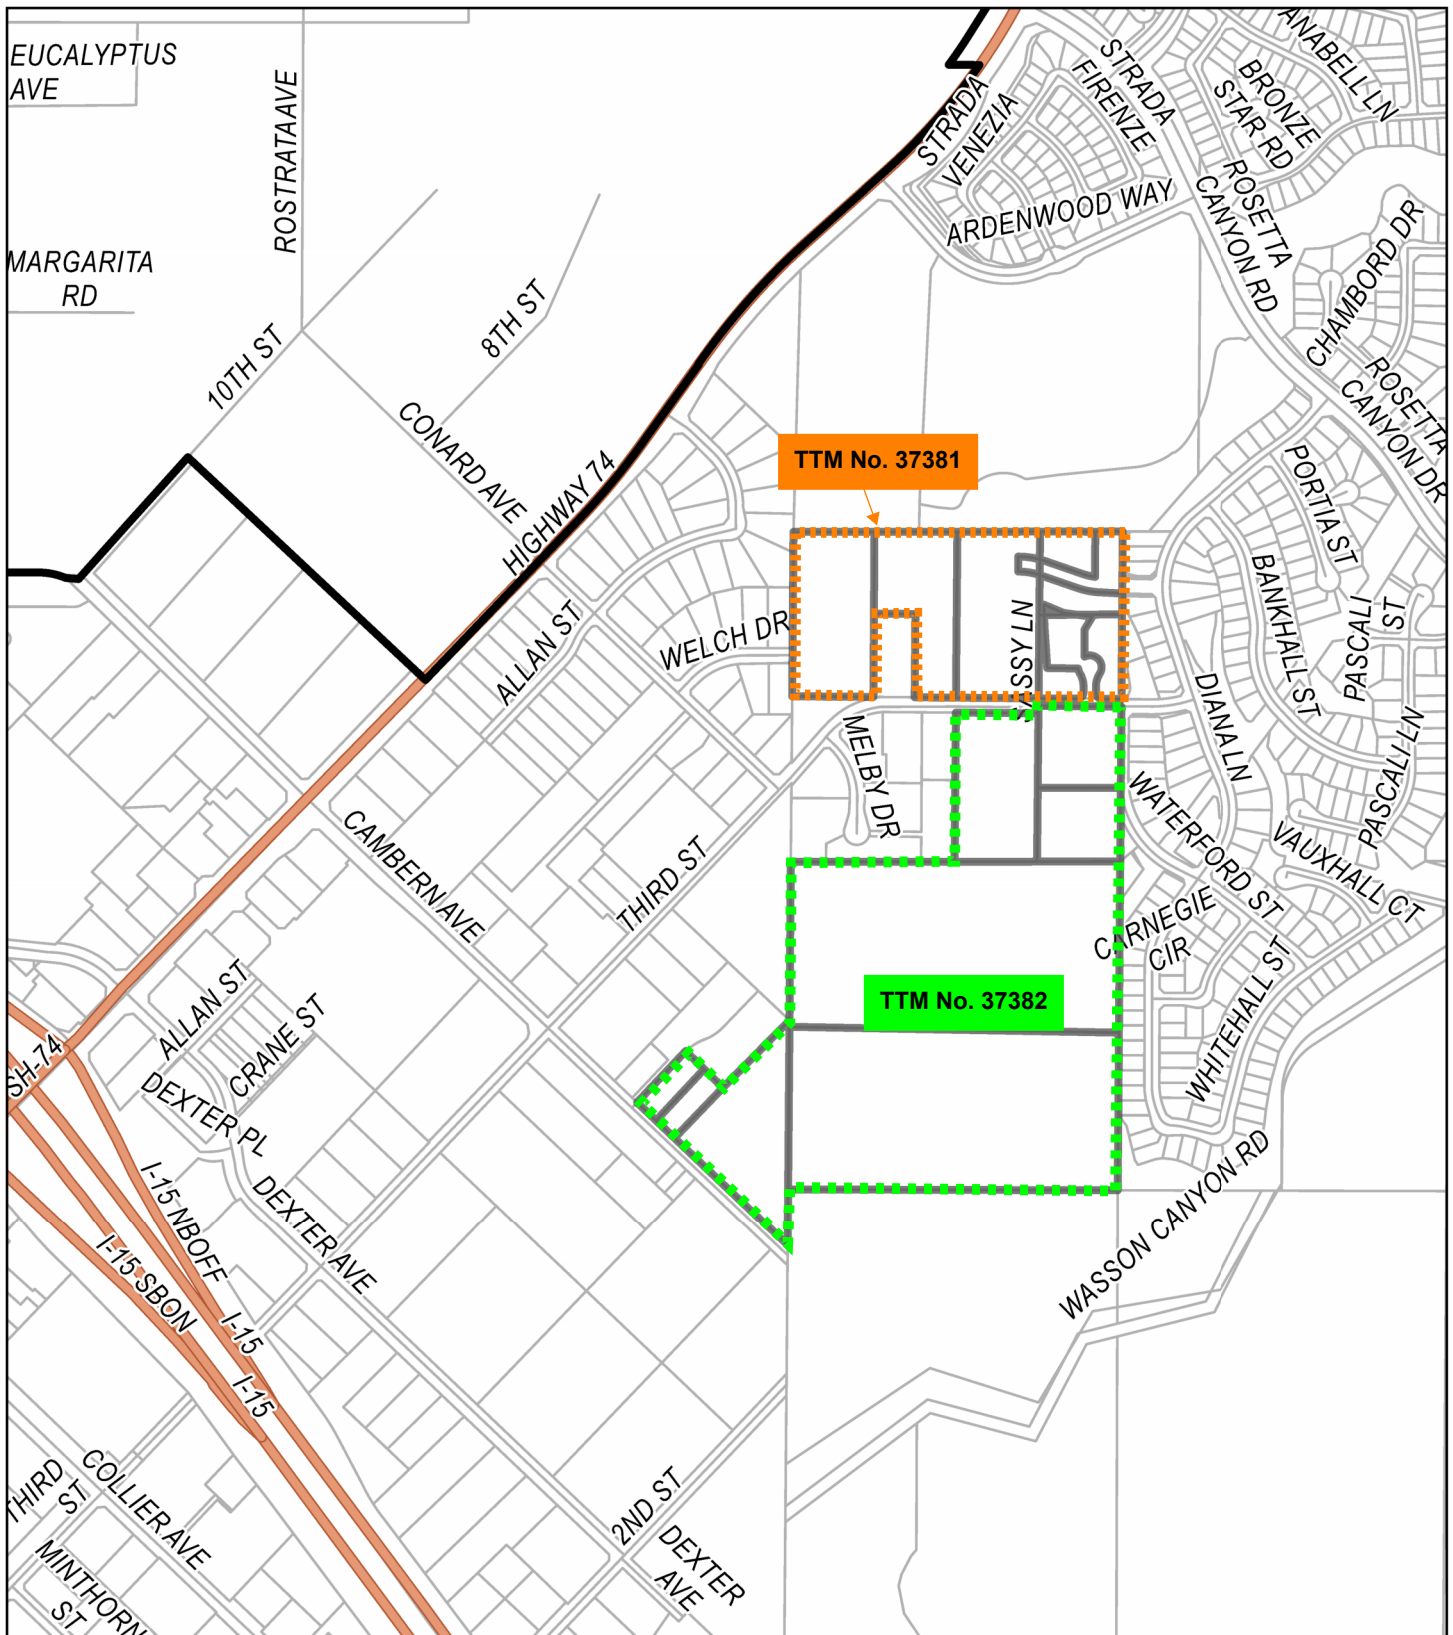 EUCALYPTUS
AVE
ROSTRATAAVE
MARGARITA
RD
10TH ST
8TH ST
CONARD AVE
HIGHWAY 74
STRADA
VENEZIA
STRADA
FIRENZE
BRONZE
STAR RD
ANABELL LN
ARDENWOOD WAY
ROSETTA
CANYON RD
CHAMBORD DR
ROSETTA
CANYON DR
TTM No. 37381
PORTIA ST
BANKHALL ST
PASCALI
ST
ALLAN ST
WELCH DR
SASSY LN
DIANA LN
PASCALI LN
MELBY DR
WATERFORD ST
VAUXHALL CT
CAMBERN AVE
THIRD ST
CARNEGIE
CIR
WHITEHALL ST
TTM No. 37382
ALLAN ST
CRANE ST
SH-74
DEXTER PL
DEXTER AVE
I-15 NBOFF
I-15 SBON
I-15
I-15
WASSON CANYON RD
THIRD
ST
COLLIER AVE
MINTHORN
ST
2ND ST
DEXTER
AVE